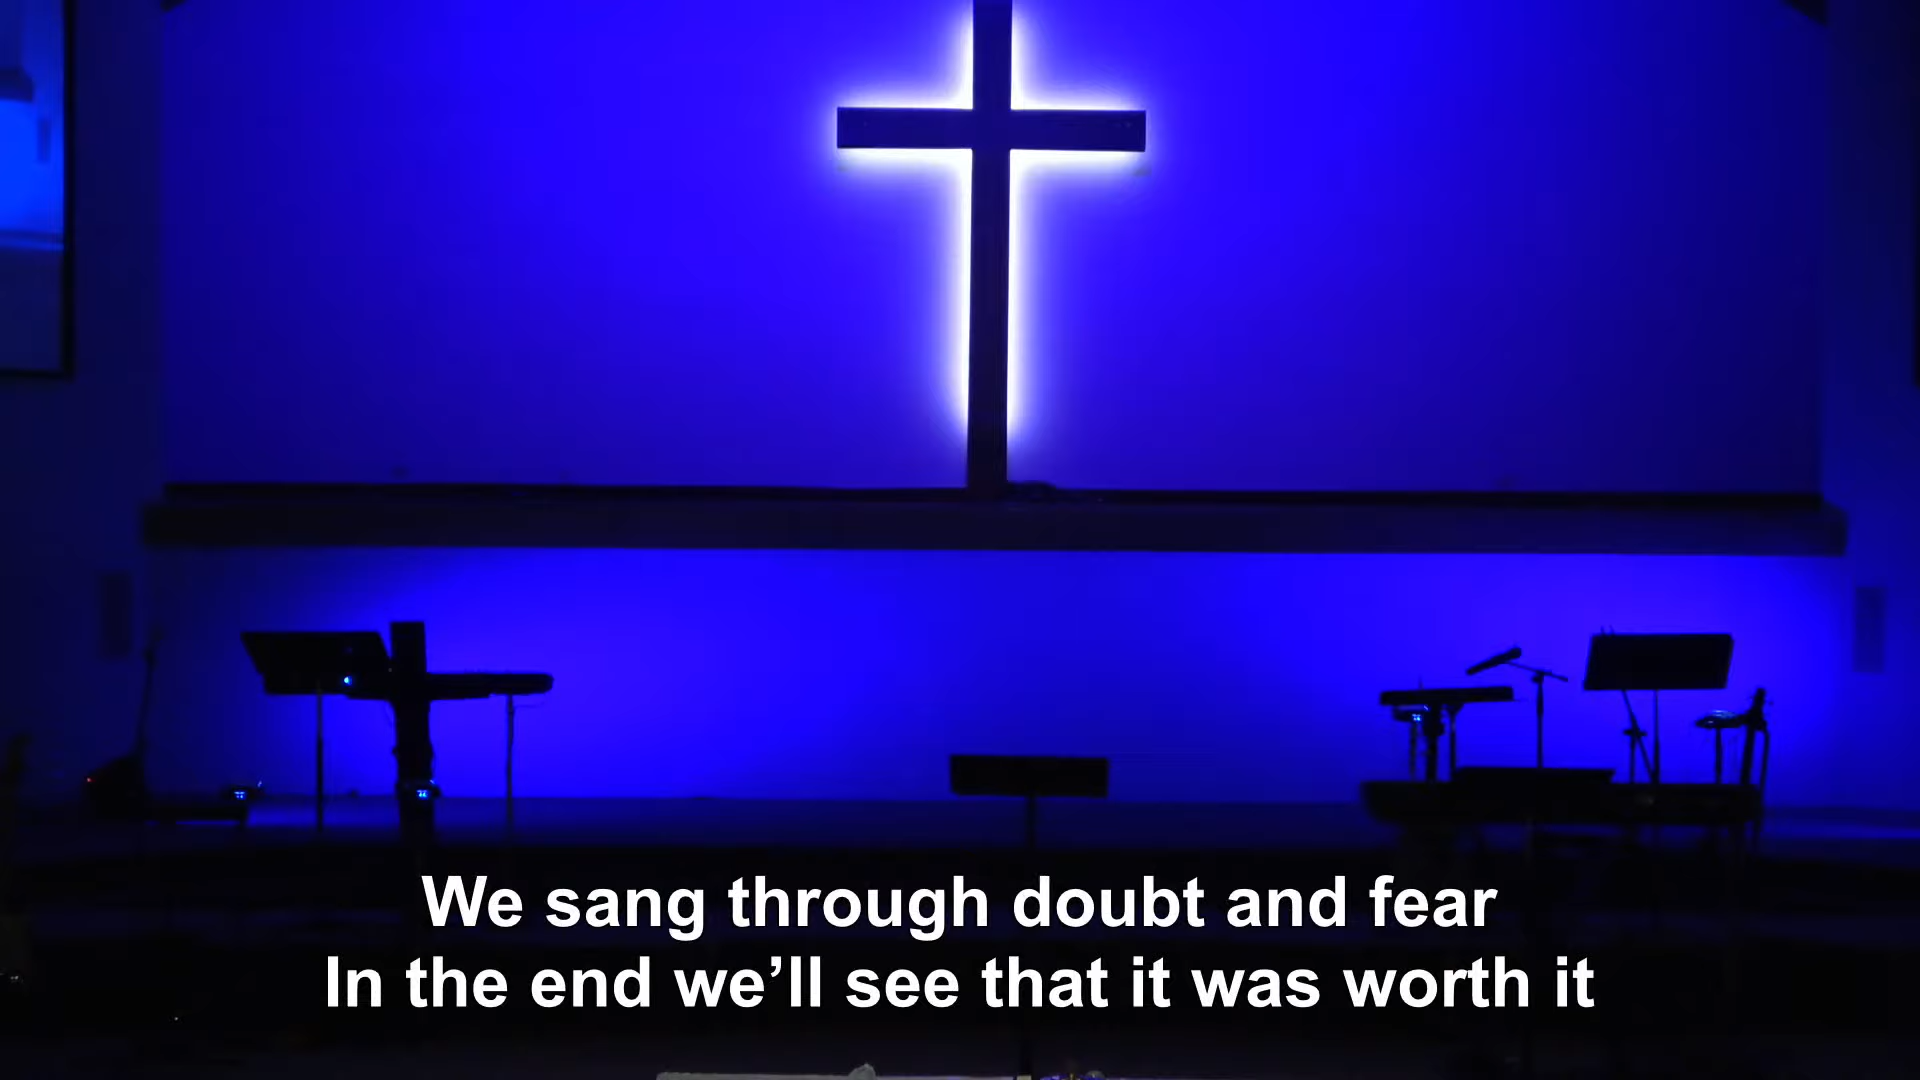 We sang through doubt and fear
In the end we’ll see that it was worth it